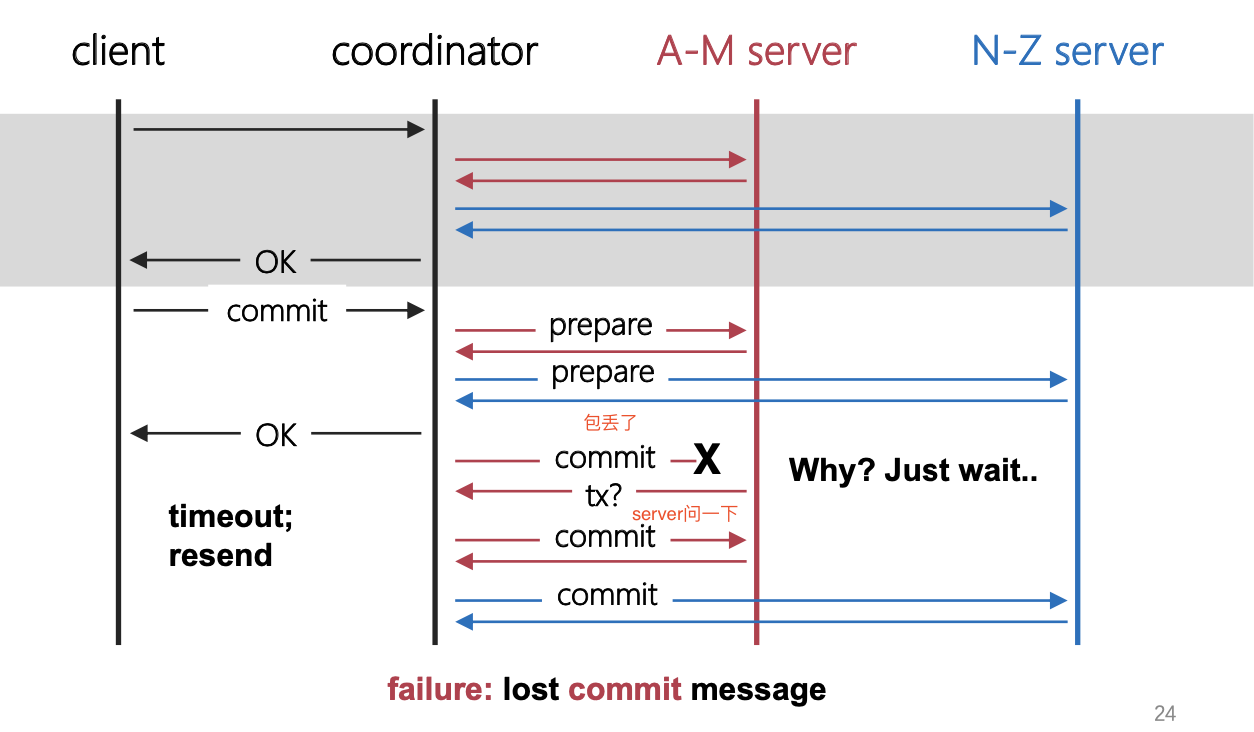 client coordinator A-M server N-Z server
OK
commit
prepare
prepare
包丢了
OK
commit X
Why? Just wait..
tx?
server问一下
timeout;
resend
commit
commit
failure: lost commit message
24